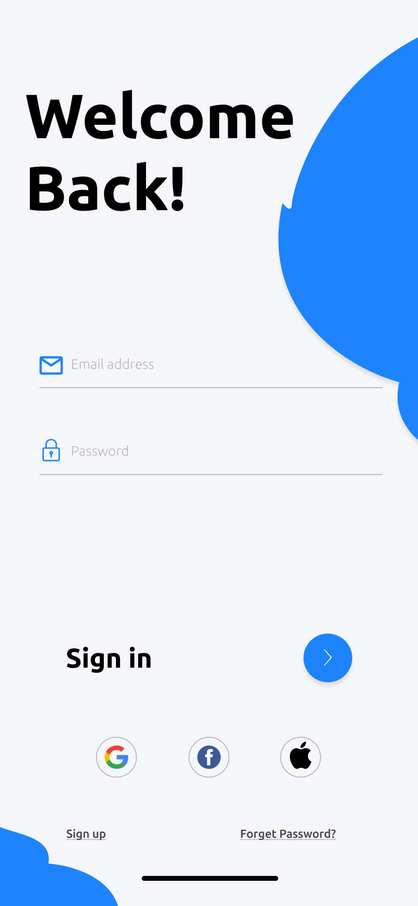 Welcome
Back!
Email address
Password
Sign in
Sign up
Forget Password?